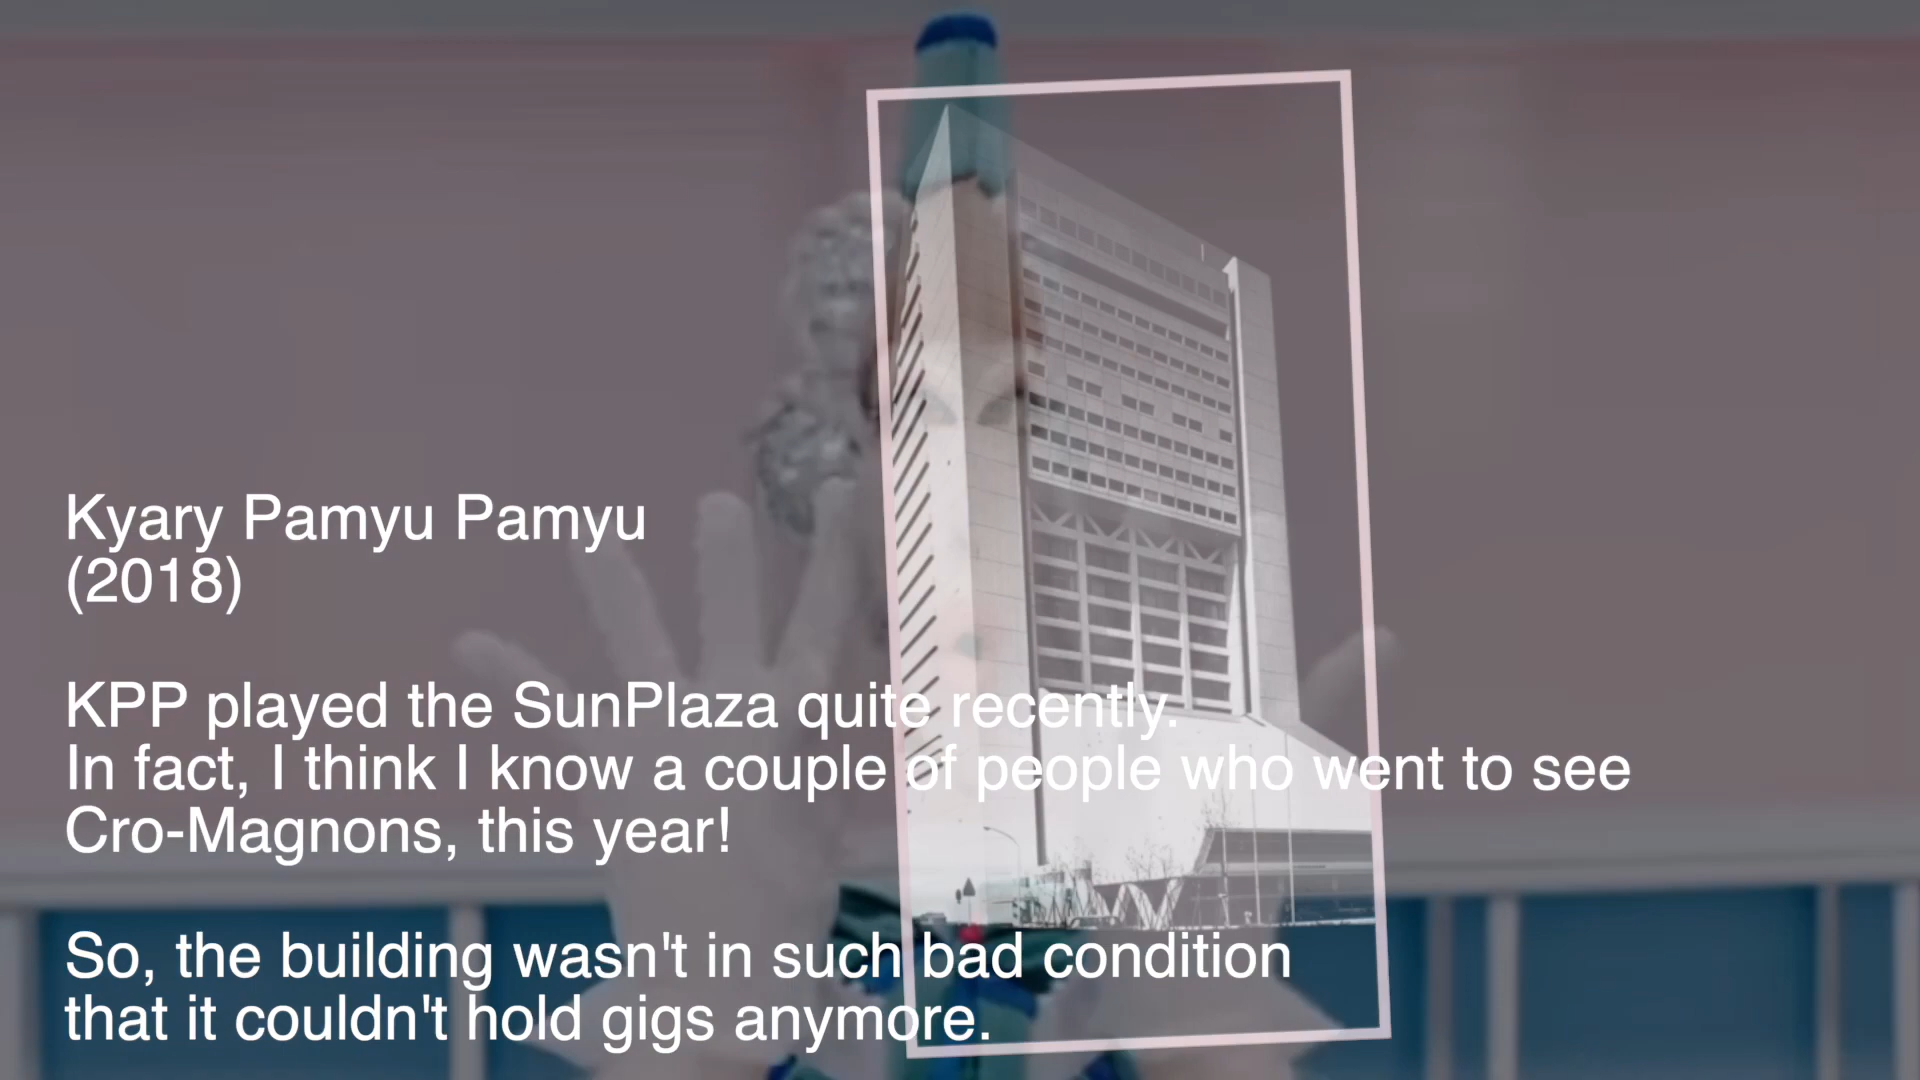 Kyary Pamyu Pamyu
(2018)
KPP played the SunPlaza quite recently.
In fact, I think I know a couple of people who went to see
Cro-Magnons, this year!
So, the building wasn't in such bad condition
that it couldn't hold gigs anymore.